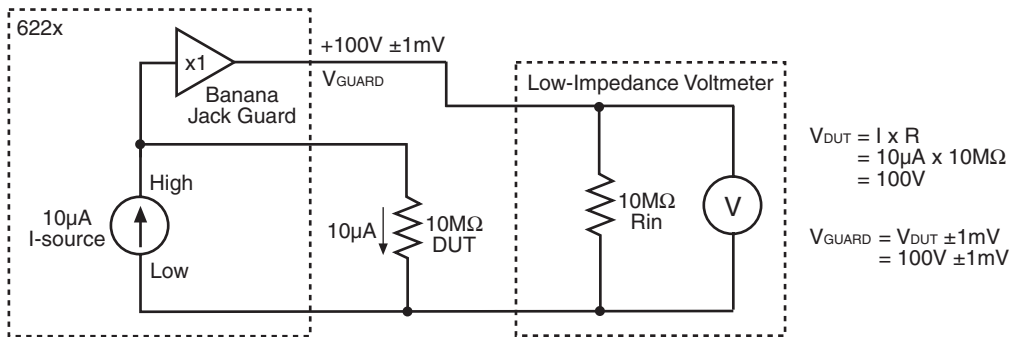 622x
x1
Banana
Jack Guard
+100V ±1mV
VGUARD
Low-Impedance Voltmeter
High
10µA
I-source
Low
10µA
10MΩ
DUT
10MΩ
Rin
V
VDUT = I x R
= 10µA x 10MΩ
= 100V
VGUARD = VDUT ±1mV
= 100V ±1mV